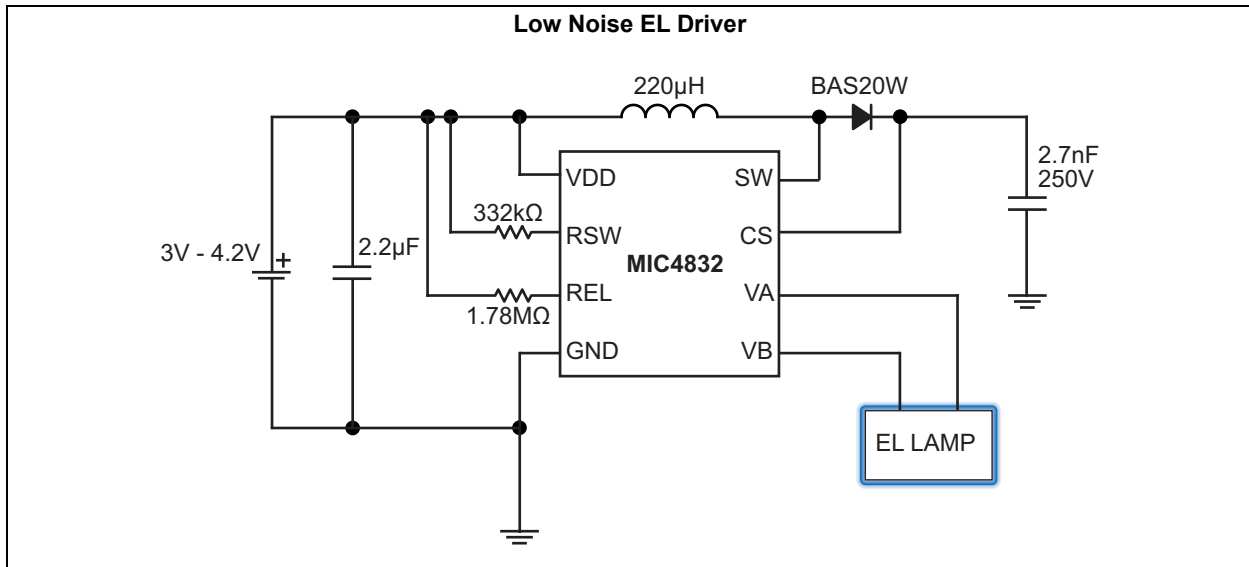 Low Noise EL Driver
220µH
BAS20W
VDD
SW
2.7nF
250V
332kΩ
RSW
CS
3V - 4.2V
+
2.2µF
MIC4832
REL
VA
1.78MΩ
GND
VB
EL LAMP